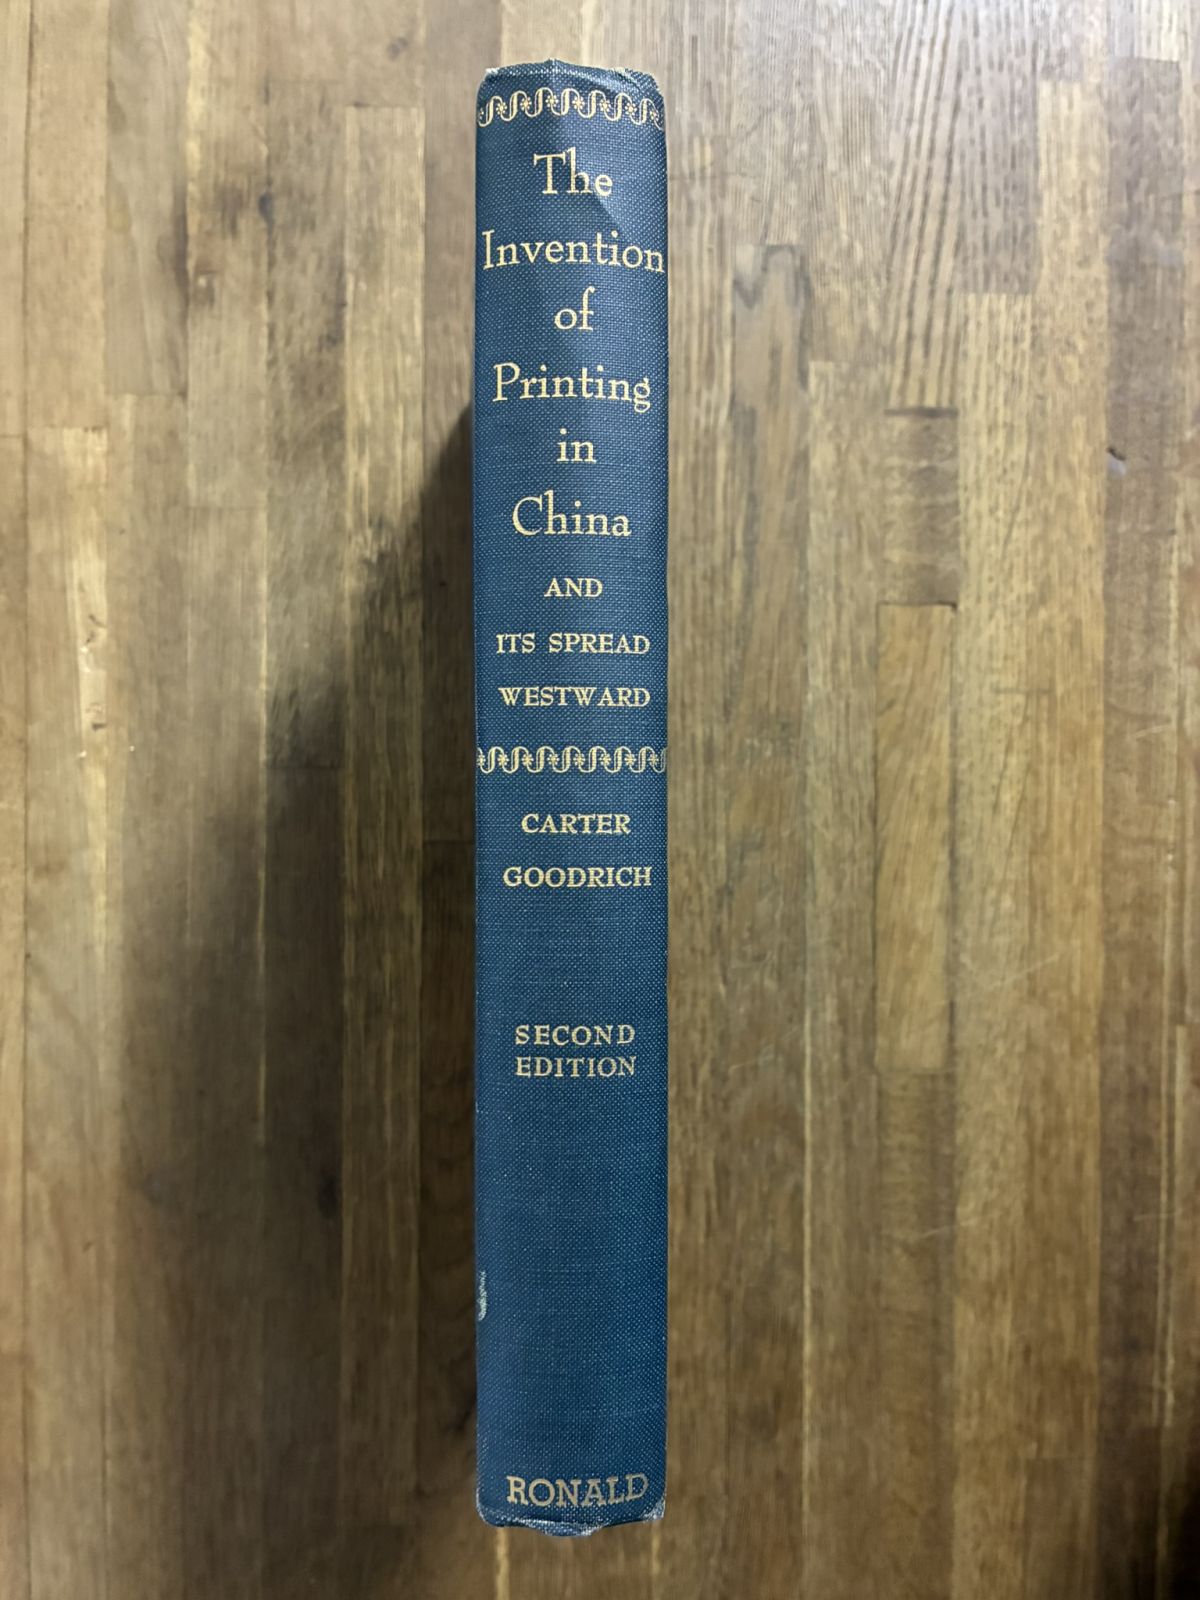 The
Invention
of
Printing
in
China
AND
ITS SPREAD
WESTWARD
CARTER
GOODRICH
SECOND
EDITION
RONALD